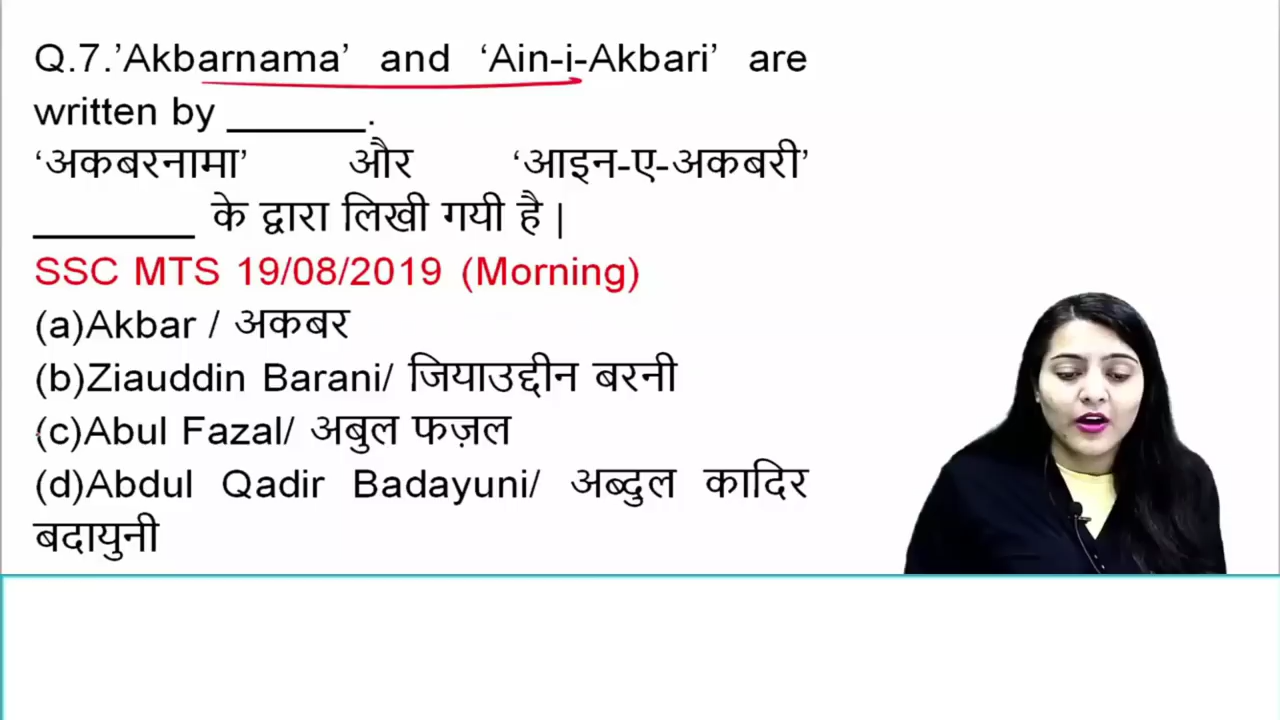 Q.7.’Akbarnama’ and ‘Ain-i-Akbari’ are
written by ______.
‘अकबरनामा’ और ‘आइन-ए-अकबरी’
_______ के द्वारा लिखी गयी है |
SSC MTS 19/08/2019 (Morning)
(a)Akbar / अकबर
(b)Ziauddin Barani/ जियाउद्दीन बरनी
(c)Abul Fazal/ अबुल फज़ल
(d)Abdul Qadir Badayuni/ अब्दुल कादिर
बदायुनी